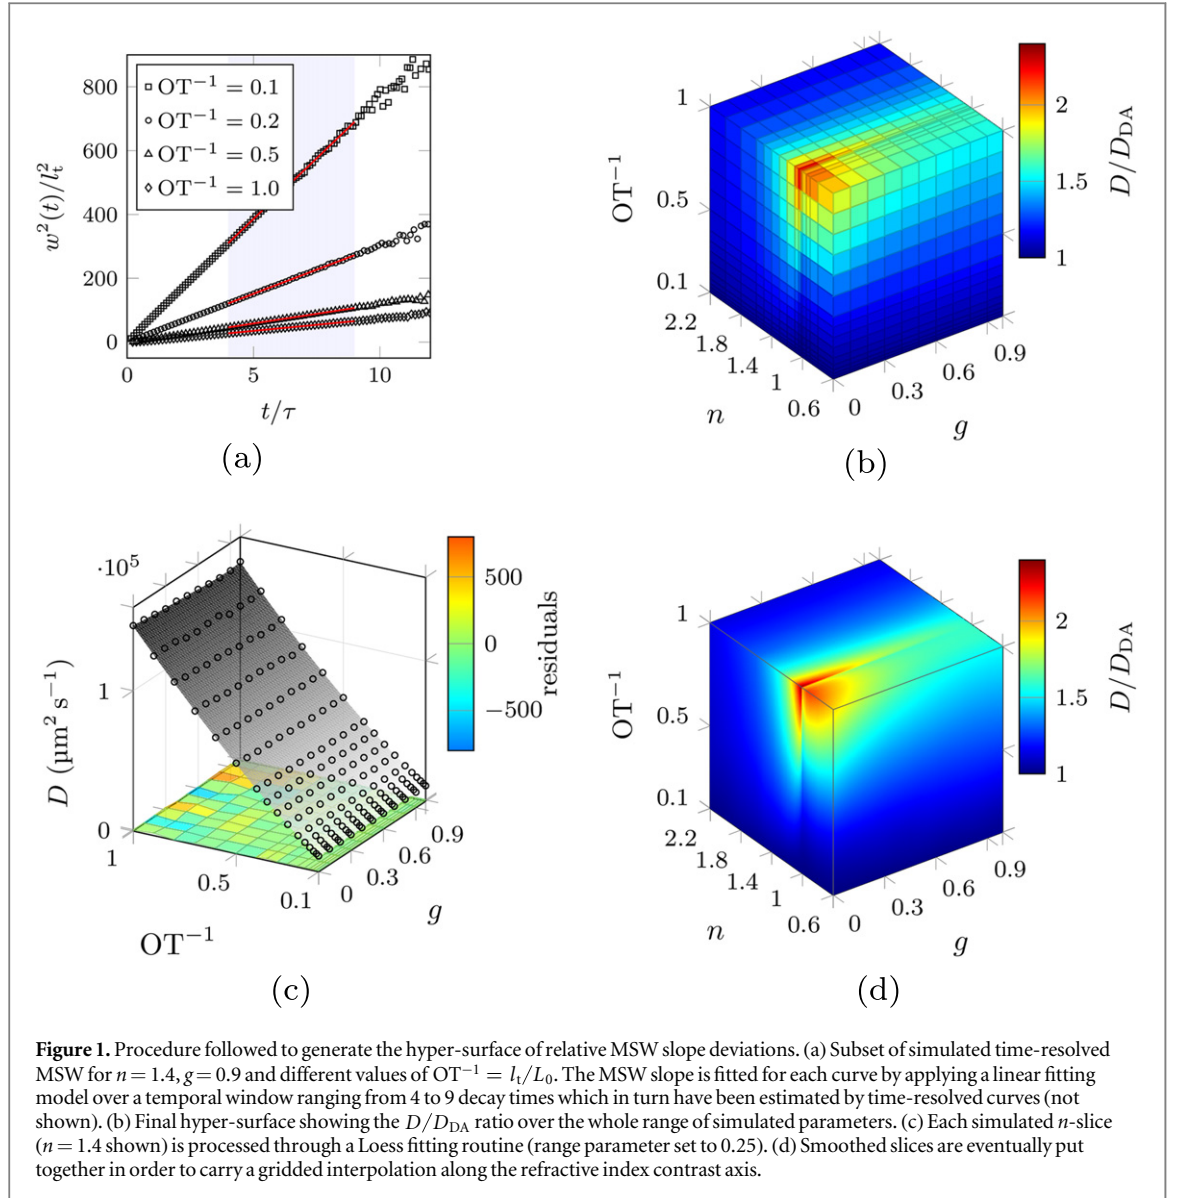 800
600
400
200
0
w²(t)/l_t²
OT⁻¹ = 0.1
OT⁻¹ = 0.2
OT⁻¹ = 0.5
OT⁻¹ = 1.0
0 5 10
t/τ
(a)
1
0.5
0.1
OT⁻¹
2.2
1.8
1.4
1
0.6
n
0
0.3
0.6
0.9
g
2
1.5
1
D/D_DA
(b)
·10⁵
1
0
D (µm² s⁻¹)
1
0.5
0.1
OT⁻¹
0
0.3
0.6
0.9
g
500
0
−500
residuals
(c)
1
0.5
0.1
OT⁻¹
2.2
1.8
1.4
1
0.6
n
0
0.3
0.6
0.9
g
2
1.5
1
D/D_DA
(d)
Figure 1. Procedure followed to generate the hyper-surface of relative MSW slope deviations. (a) Subset of simulated time-resolved
MSW for n = 1.4, g = 0.9 and different values of OT⁻¹ = l_t/L₀. The MSW slope is fitted for each curve by applying a linear fitting
model over a temporal window ranging from 4 to 9 decay times which in turn have been estimated by time-resolved curves (not
shown). (b) Final hyper-surface showing the D/D_DA ratio over the whole range of simulated parameters. (c) Each simulated n-slice
(n = 1.4 shown) is processed through a Loess fitting routine (range parameter set to 0.25). (d) Smoothed slices are eventually put
together in order to carry a gridded interpolation along the refractive index contrast axis.